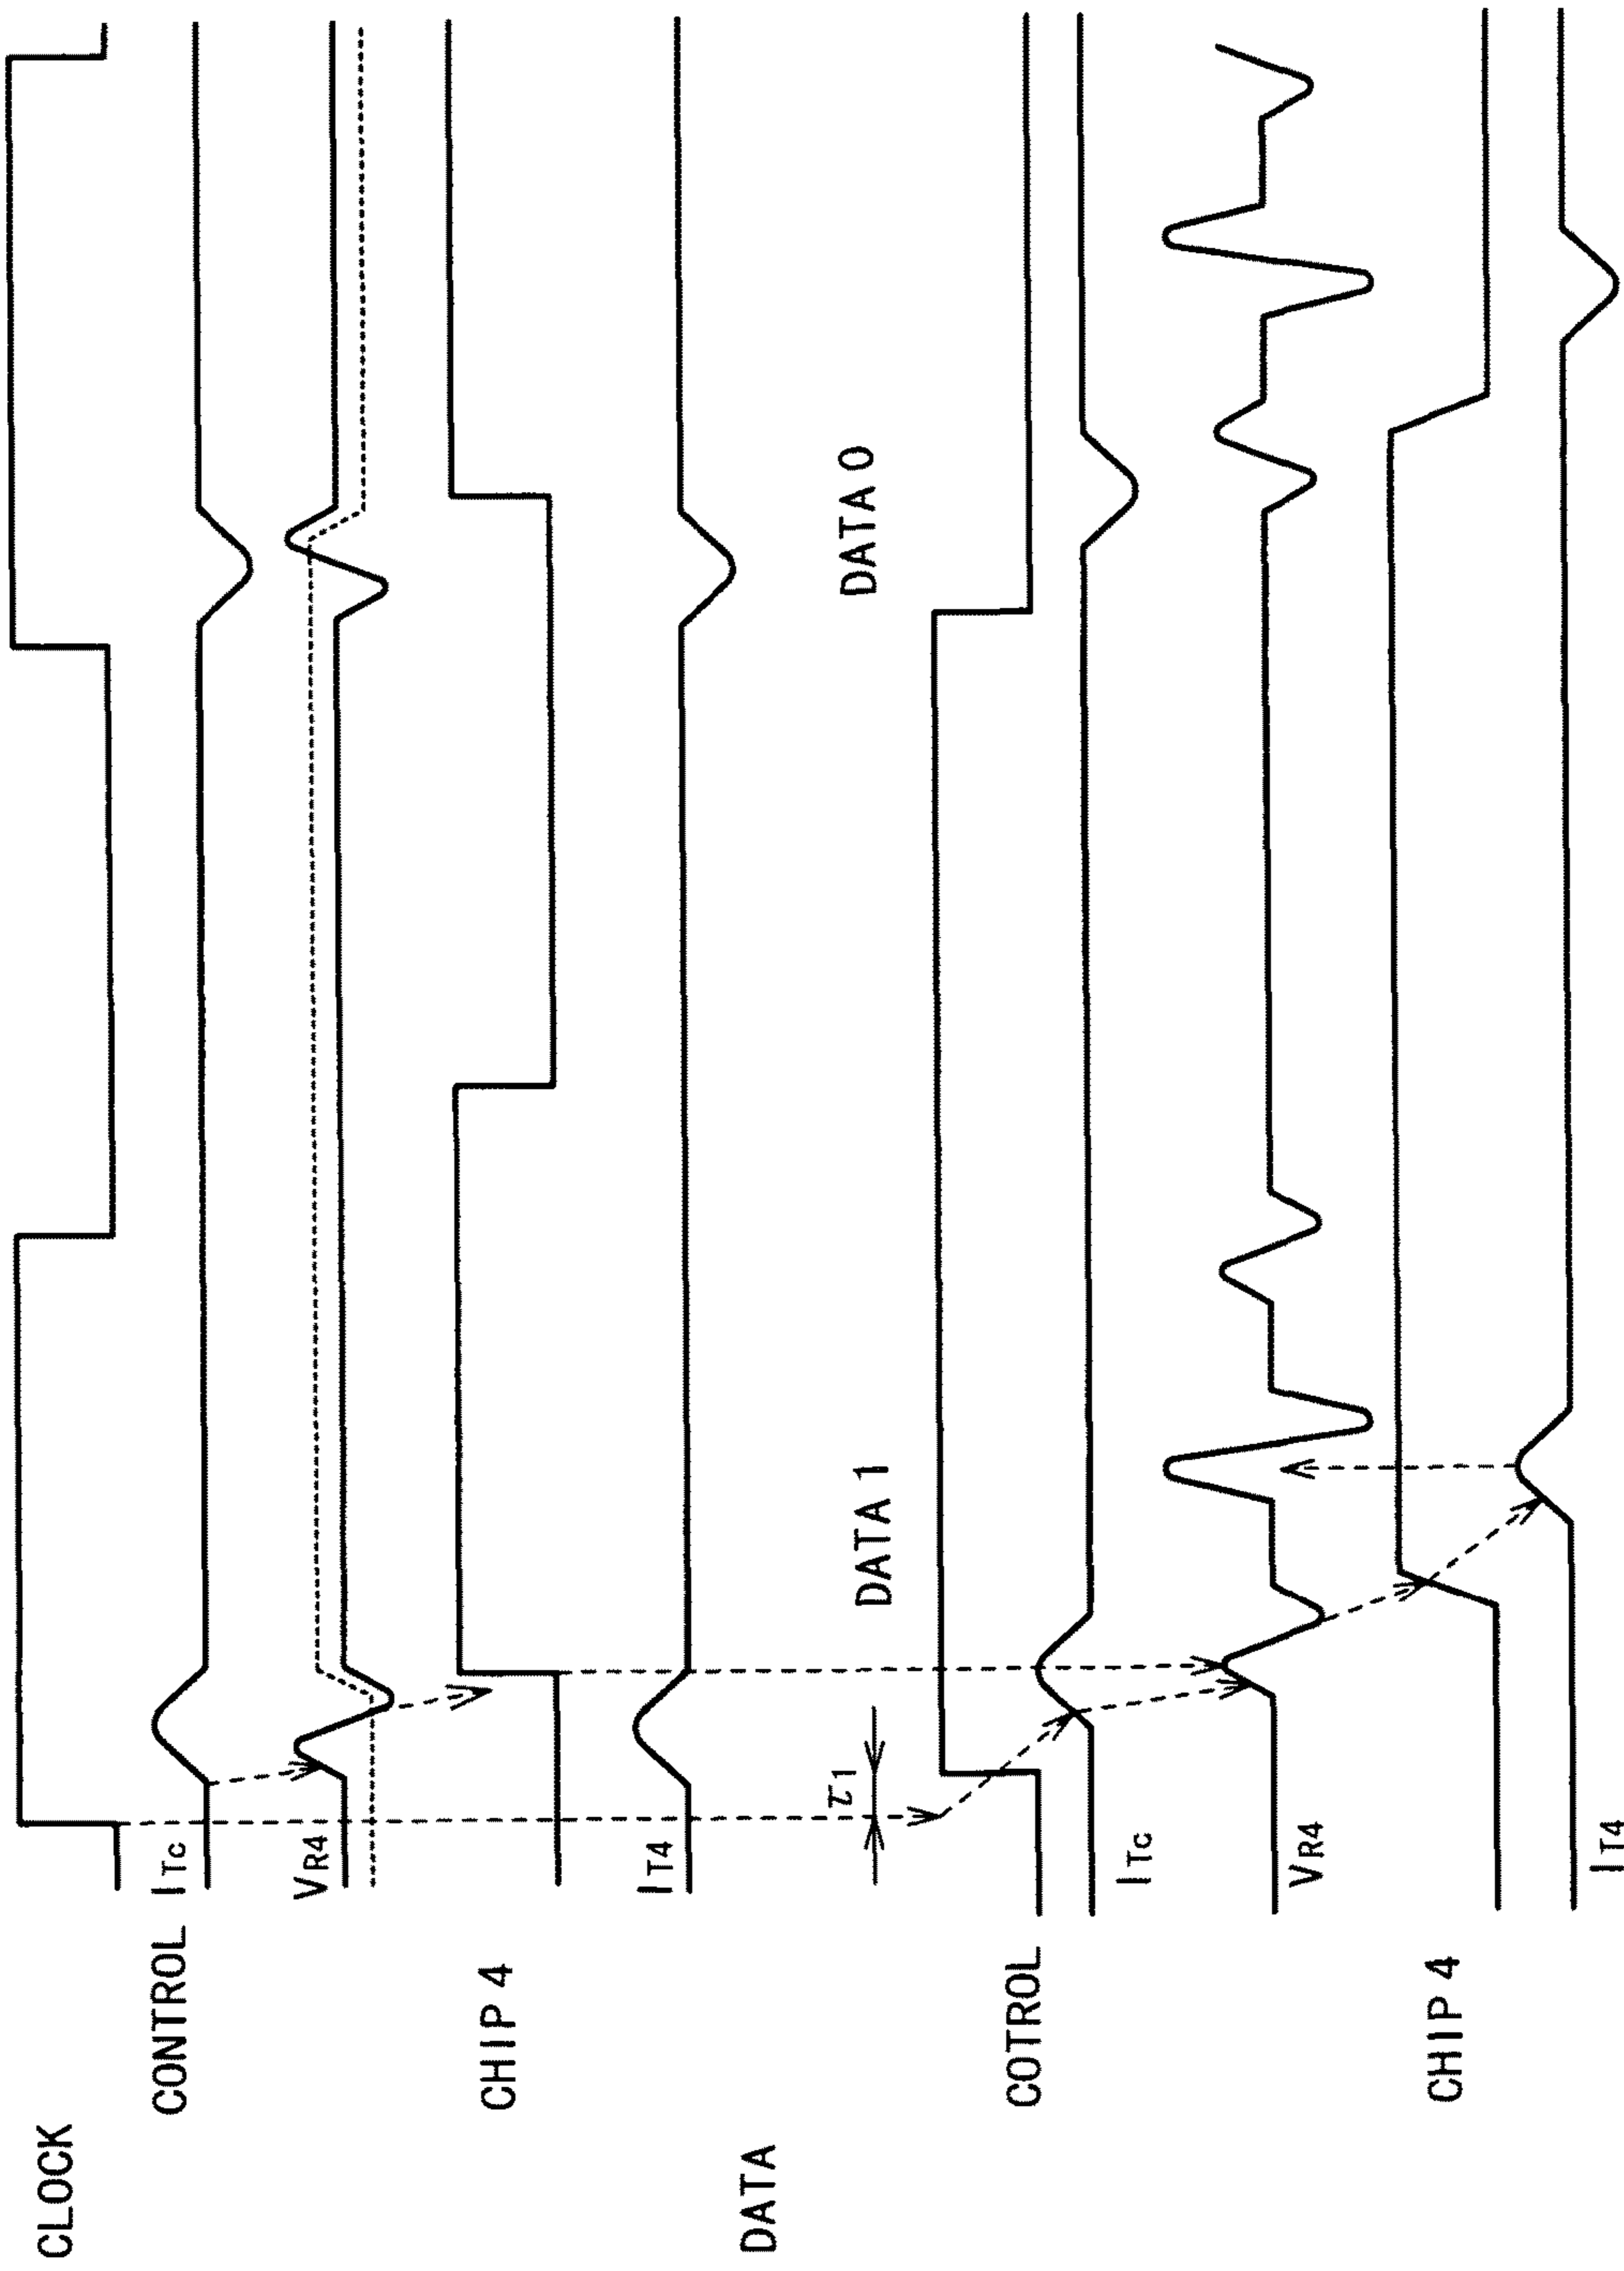 CLOCK
CONTROL ITc
VR4
CHIP 4
IT4
DATA
τ1
DATA 1
DATA 0
COTROL
ITc
VR4
CHIP 4
IT4